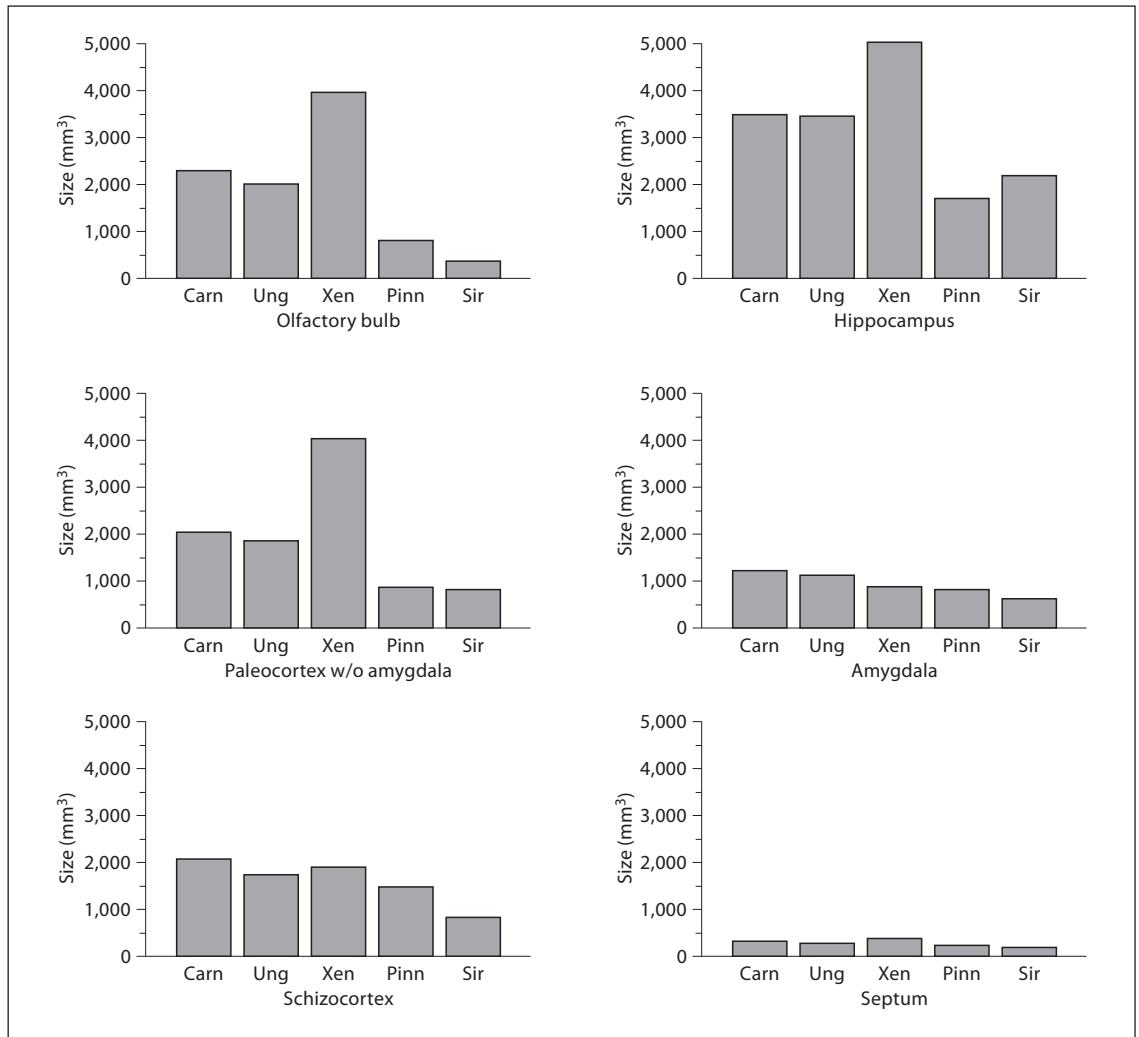 5,000
4,000
3,000
2,000
1,000
0
Size (mm³)
Carn Ung Xen Pinn Sir
Olfactory bulb
5,000
4,000
3,000
2,000
1,000
0
Size (mm³)
Carn Ung Xen Pinn Sir
Hippocampus
5,000
4,000
3,000
2,000
1,000
0
Size (mm³)
Carn Ung Xen Pinn Sir
Paleocortex w/o amygdala
5,000
4,000
3,000
2,000
1,000
0
Size (mm³)
Carn Ung Xen Pinn Sir
Amygdala
5,000
4,000
3,000
2,000
1,000
0
Size (mm³)
Carn Ung Xen Pinn Sir
Schizocortex
5,000
4,000
3,000
2,000
1,000
0
Size (mm³)
Carn Ung Xen Pinn Sir
Septum